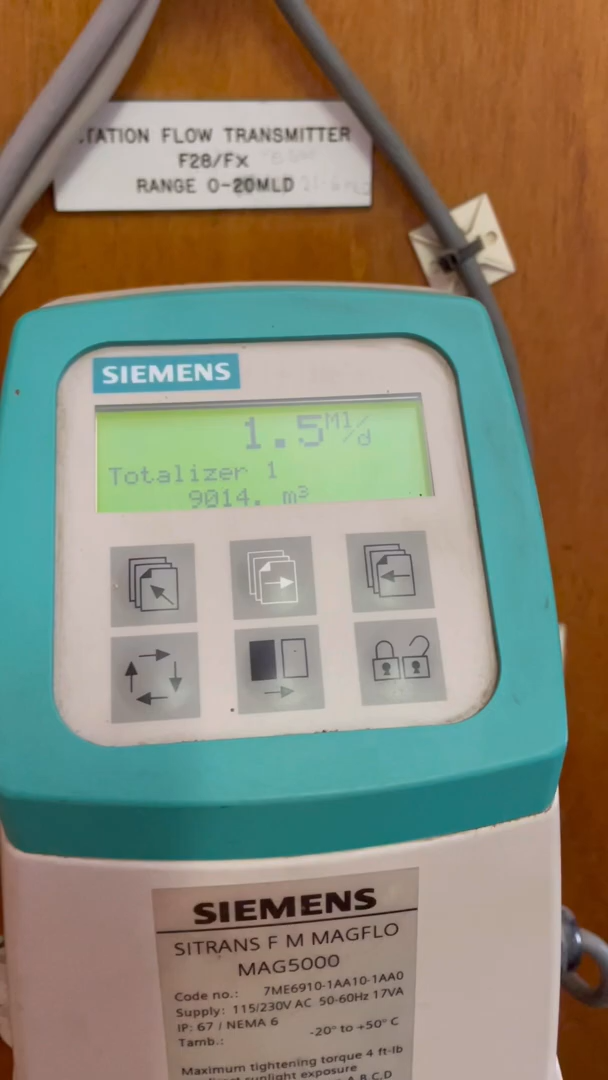 TATION FLOW TRANSMITTER
F28/Fx
RANGE 0-20MLD
SIEMENS
1.5 Ml/d
Totalizer 1
9014. m³
SIEMENS
SITRANS F M MAGFLO
MAG5000
Code no.: 7ME6910-1AA10-1AA0
Supply: 115/230V AC 50-60Hz 17VA
IP: 67 / NEMA 6
Tamb.: -20° to +50° C
Maximum tightening torque 4 ft-lb
sunlight exposure
A,B,C,D